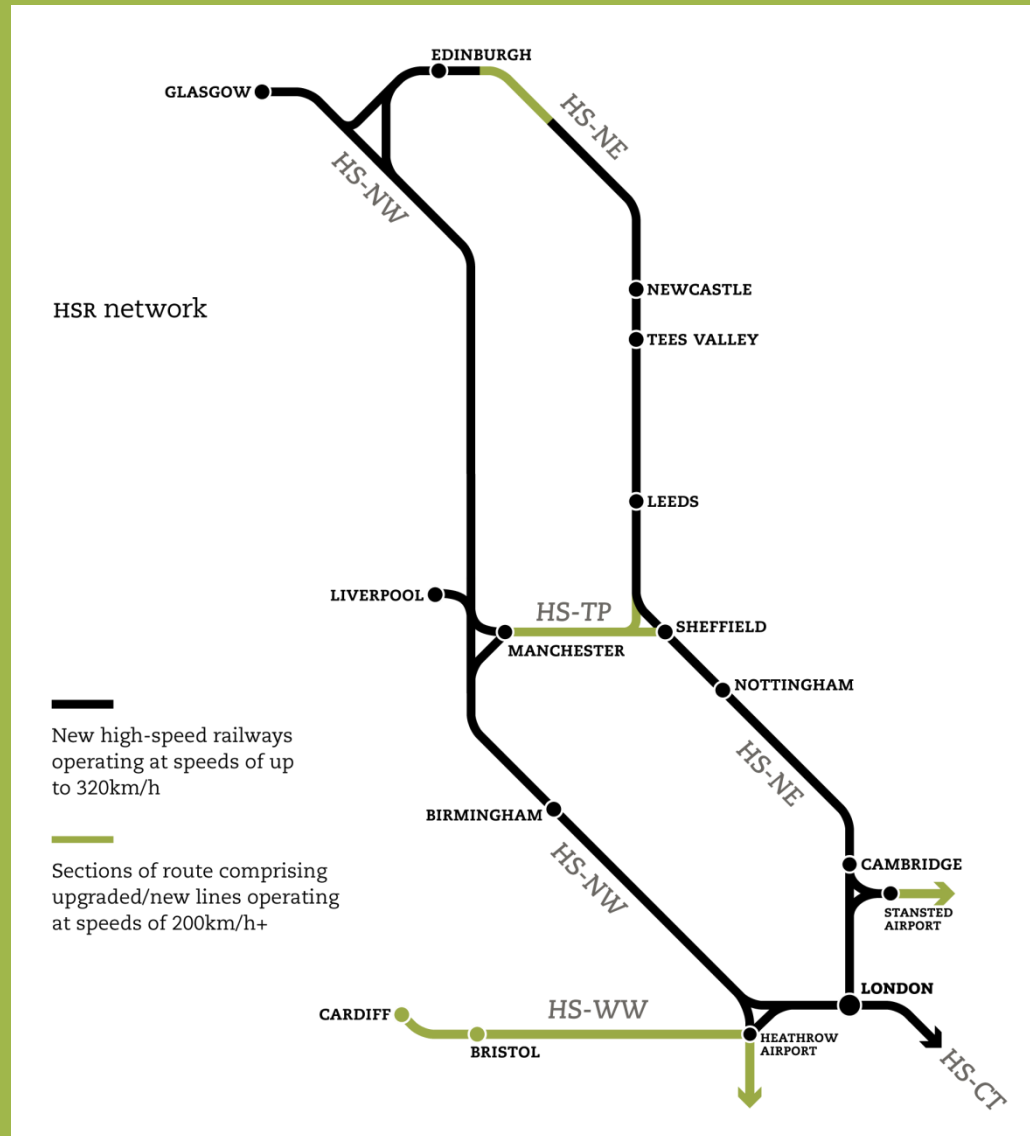 EDINBURGH
GLASGOW
HS-NE
HS-NW
HSR network
NEWCASTLE
TEES VALLEY
LEEDS
LIVERPOOL
HS-TP
SHEFFIELD
MANCHESTER
NOTTINGHAM
New high-speed railways
operating at speeds of up
to 320km/h
HS-NE
BIRMINGHAM
Sections of route comprising
upgraded/new lines operating
at speeds of 200km/h+
HS-NW
CAMBRIDGE
STANSTED
AIRPORT
LONDON
CARDIFF
HS-WW
BRISTOL
HEATHROW
AIRPORT
HS-CT